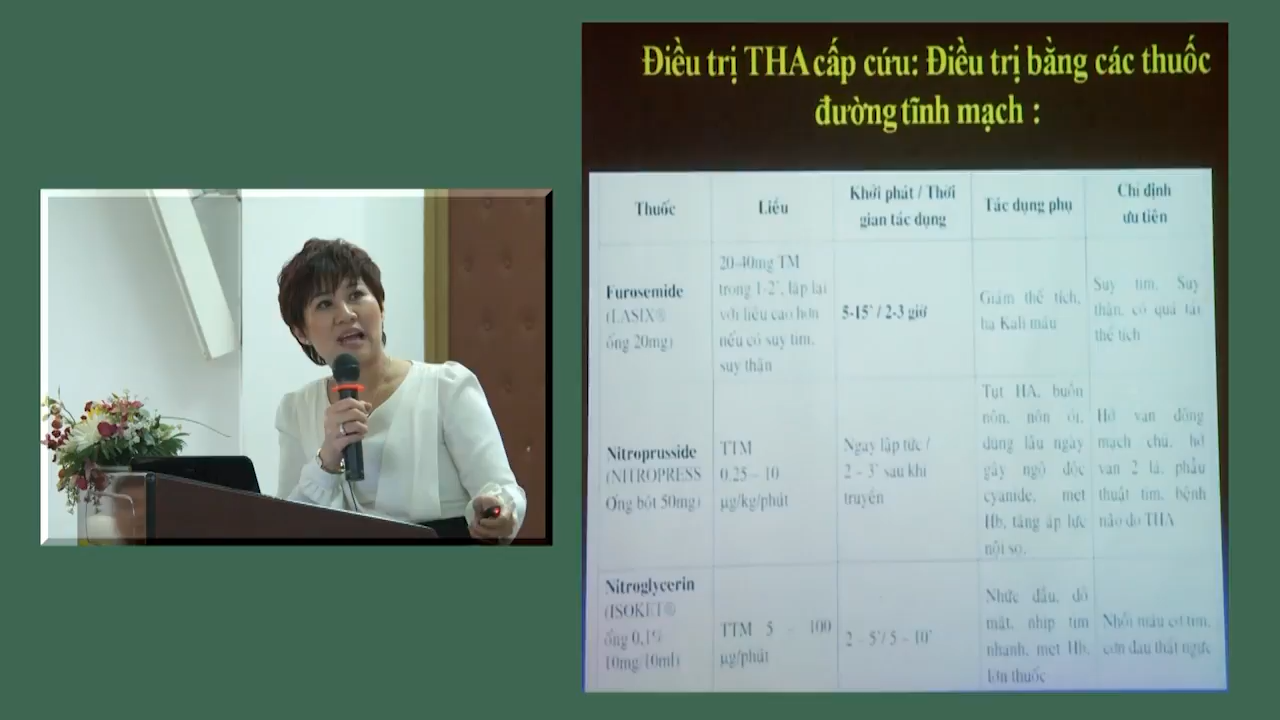 Điều trị THA cấp cứu: Điều trị bằng các thuốc
đường tĩnh mạch :
Thuốc
Liều
Khởi phát / Thời
gian tác dụng
Tác dụng phụ
Chỉ định
ưu tiên
Furosemide
(LASIX®
ống 20mg)
20-40mg TM
trong 1-2', lập lại
với liều cao hơn
nếu có suy tim,
suy thận
5-15' / 2-3 giờ
Giảm thể tích,
hạ Kali máu
Suy tim, Suy
thận, có quá tải
thể tích
Nitroprusside
(NITROPRESS
Ống bột 50mg)
TTM
0,25– 10
µg/kg/phút
Ngay lập tức /
2 – 3' sau khi
truyền
Tụt HA, buồn
nôn, nôn ói,
dùng lâu ngày
gây ngộ độc
cyanide, met
Hb, tăng áp lực
nội sọ.
Hở van động
mạch chủ, hở
van 2 lá, phẫu
thuật tim, bệnh
não do THA
Nitroglycerin
(ISOKET®
ống 0,1%
10mg/10ml)
TTM 5 – 100
µg/phút
2 – 5'/ 5 – 10'
Nhức đầu, đỏ
mặt, nhịp tim
nhanh, met Hb,
lờn thuốc
Nhồi máu cơ tim,
cơn đau thắt ngực